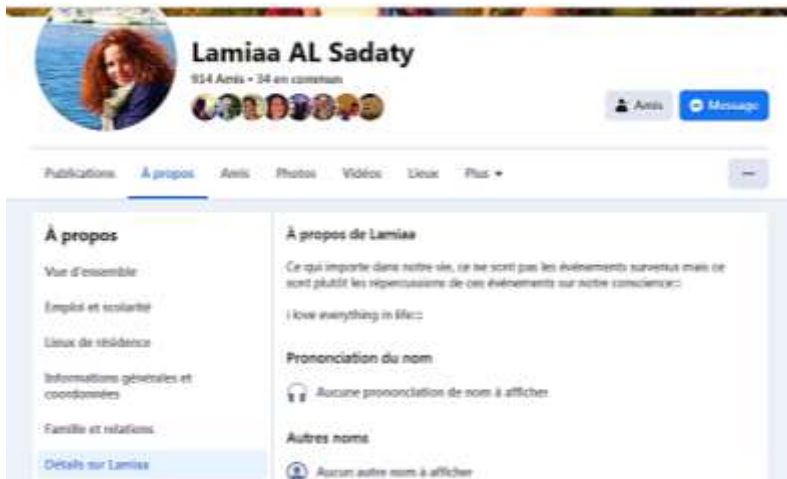 Lamiaa AL Sadaty
914 Amis • 34 en commun
Amis
Message
Publications
À propos
Amis
Photos
Vidéos
Lieux
Plus
À propos
Vue d'ensemble
Emploi et scolarité
Lieux de résidence
Informations générales et
coordonnées
Famille et relations
Détails sur Lamiaa
À propos de Lamiaa
Ce qui importe dans notre vie, ce ne sont pas les événements survenus mais ce
sont plutôt les répercussions de ces événements sur notre conscience::
i love everything in life::
Prononciation du nom
Aucune prononciation de nom à afficher
Autres noms
Aucun autre nom à afficher